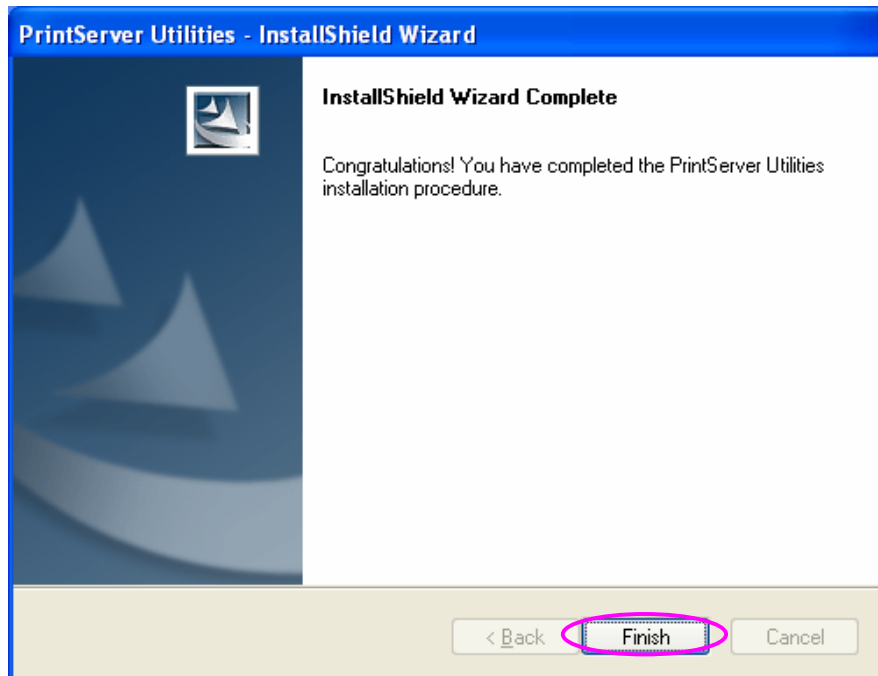 PrintServer Utilities - InstallShield Wizard
InstallShield Wizard Complete
Congratulations! You have completed the PrintServer Utilities
installation procedure.
< Back
Finish
Cancel